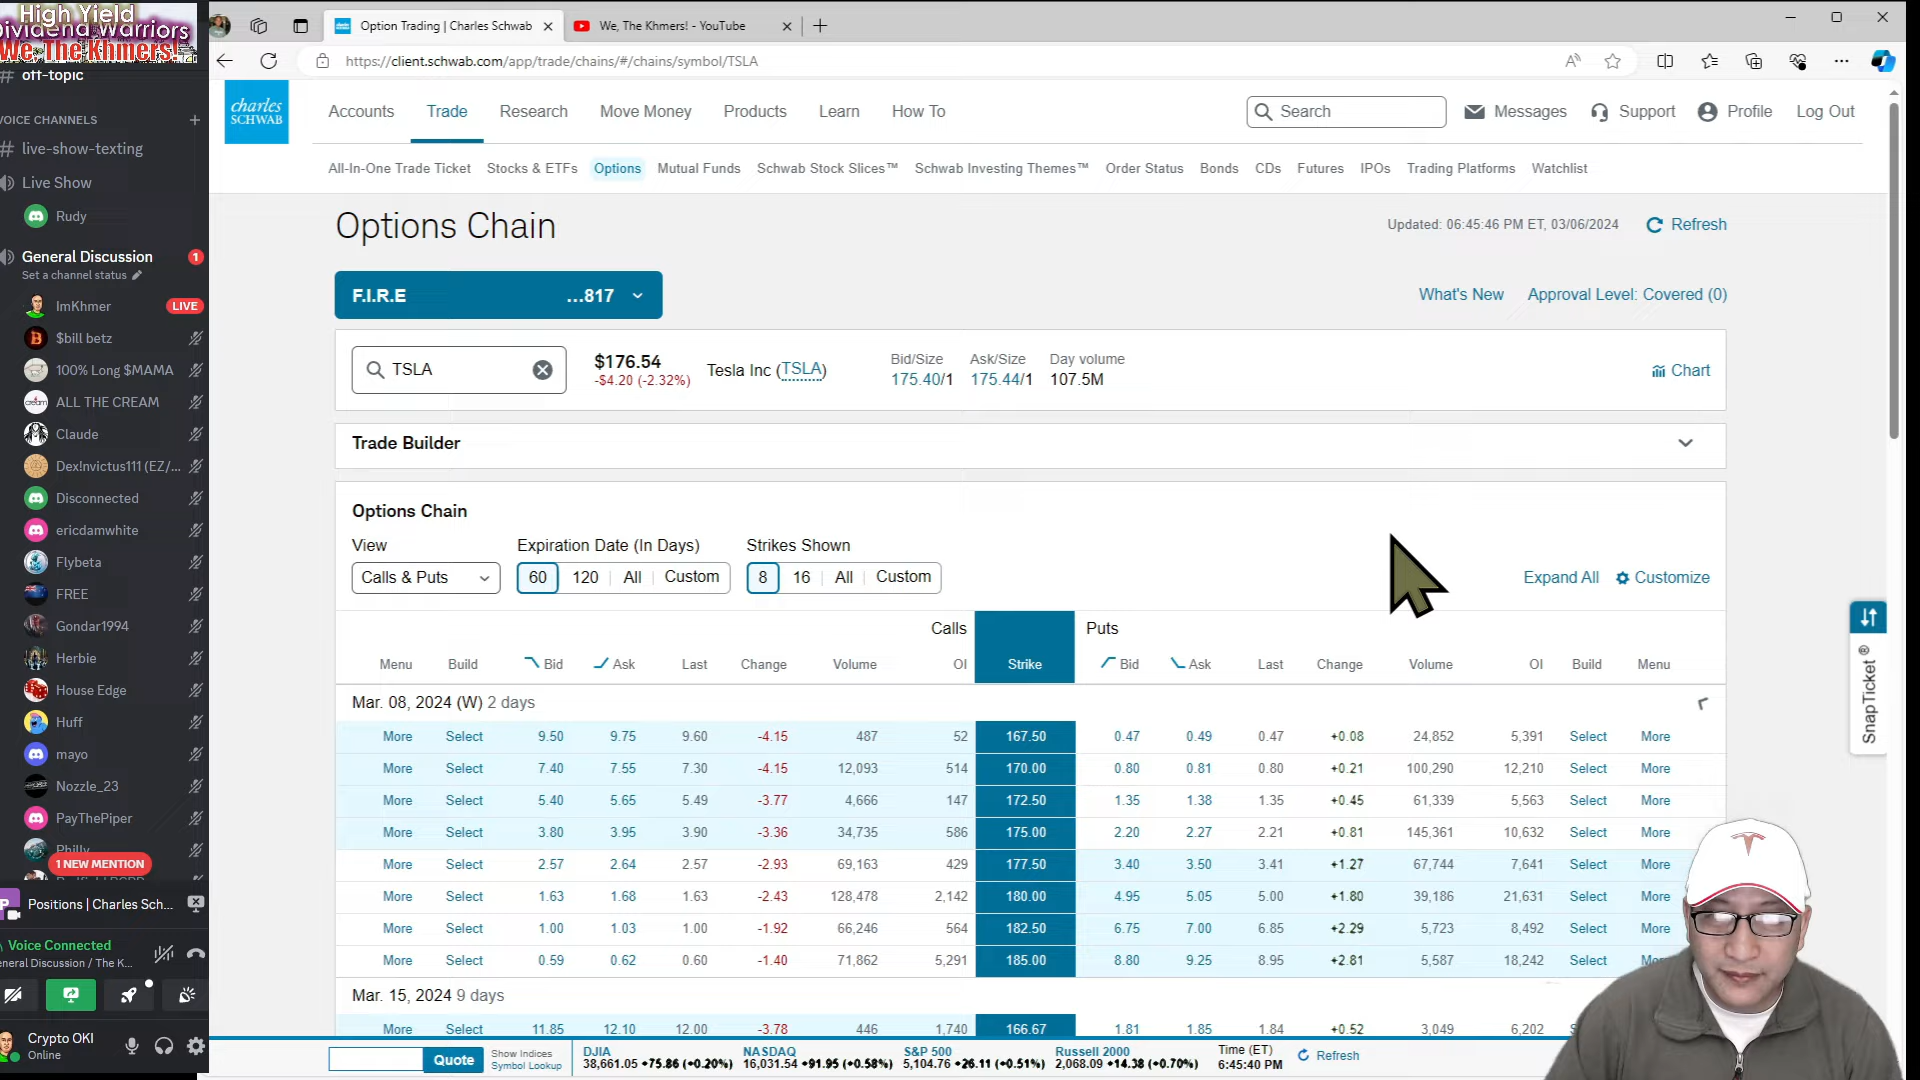 High Yield
Dividend Warriors
We The Khmers!
# off-topic
VOICE CHANNELS
# live-show-texting
Live Show
Rudy
General Discussion 1
Set a channel status
ImKhmer LIVE
$bill betz
100% Long $MAMA
ALL THE CREAM
Claude
Dex!nvictus111 (EZ/...
Disconnected
ericdamwhite
Flybeta
FREE
Gondar1994
Herbie
House Edge
Huff
mayo
Nozzle_23
PayThePiper
Philly
1 NEW MENTION
Positions | Charles Sch...
Voice Connected
eneral Discussion / The K...
Crypto OKI
Online
Option Trading | Charles Schwab
We, The Khmers! - YouTube
https://client.schwab.com/app/trade/chains/#/chains/symbol/TSLA
charles
SCHWAB
Accounts Trade Research Move Money Products Learn How To
Search Messages Support Profile Log Out
All-In-One Trade Ticket Stocks & ETFs Options Mutual Funds Schwab Stock Slices™ Schwab Investing Themes™ Order Status Bonds CDs Futures IPOs Trading Platforms Watchlist
Options Chain
Updated: 06:45:46 PM ET, 03/06/2024 Refresh
F.I.R.E ...817
What's New Approval Level: Covered (0)
TSLA
$176.54
-$4.20 (-2.32%)
Tesla Inc (TSLA)
Bid/Size Ask/Size Day volume
175.40/1 175.44/1 107.5M
Chart
Trade Builder
Options Chain
View Expiration Date (In Days) Strikes Shown
Calls & Puts 60 120 All Custom 8 16 All Custom
Expand All Customize
Calls Puts
Menu Build Bid Ask Last Change Volume OI Strike Bid Ask Last Change Volume OI Build Menu
Mar. 08, 2024 (W) 2 days
More Select 9.50 9.75 9.60 -4.15 487 52 167.50 0.47 0.49 0.47 +0.08 24,852 5,391 Select More
More Select 7.40 7.55 7.30 -4.15 12,093 514 170.00 0.80 0.81 0.80 +0.21 100,290 12,210 Select More
More Select 5.40 5.65 5.49 -3.77 4,666 147 172.50 1.35 1.38 1.35 +0.45 61,339 5,563 Select More
More Select 3.80 3.95 3.90 -3.36 34,735 586 175.00 2.20 2.27 2.21 +0.81 145,361 10,632 Select More
More Select 2.57 2.64 2.57 -2.93 69,163 429 177.50 3.40 3.50 3.41 +1.27 67,744 7,641 Select More
More Select 1.63 1.68 1.63 -2.43 128,478 2,142 180.00 4.95 5.05 5.00 +1.80 39,186 21,631 Select More
More Select 1.00 1.03 1.00 -1.92 66,246 564 182.50 6.75 7.00 6.85 +2.29 5,723 8,492 Select More
More Select 0.59 0.62 0.60 -1.40 71,862 5,291 185.00 8.80 9.25 8.95 +2.81 5,587 18,242 Select
Mar. 15, 2024 9 days
More Select 11.85 12.10 12.00 -3.78 446 1,740 166.67 1.81 1.85 1.84 +0.52 3,049 6,202
SnapTicket®
Quote
Show Indices
Symbol Lookup
DJIA
38,661.05 +75.86 (+0.20%)
NASDAQ
16,031.54 +91.95 (+0.58%)
S&P 500
5,104.76 +26.11 (+0.51%)
Russell 2000
2,068.09 +14.38 (+0.70%)
Time (ET)
6:45:40 PM
Refresh